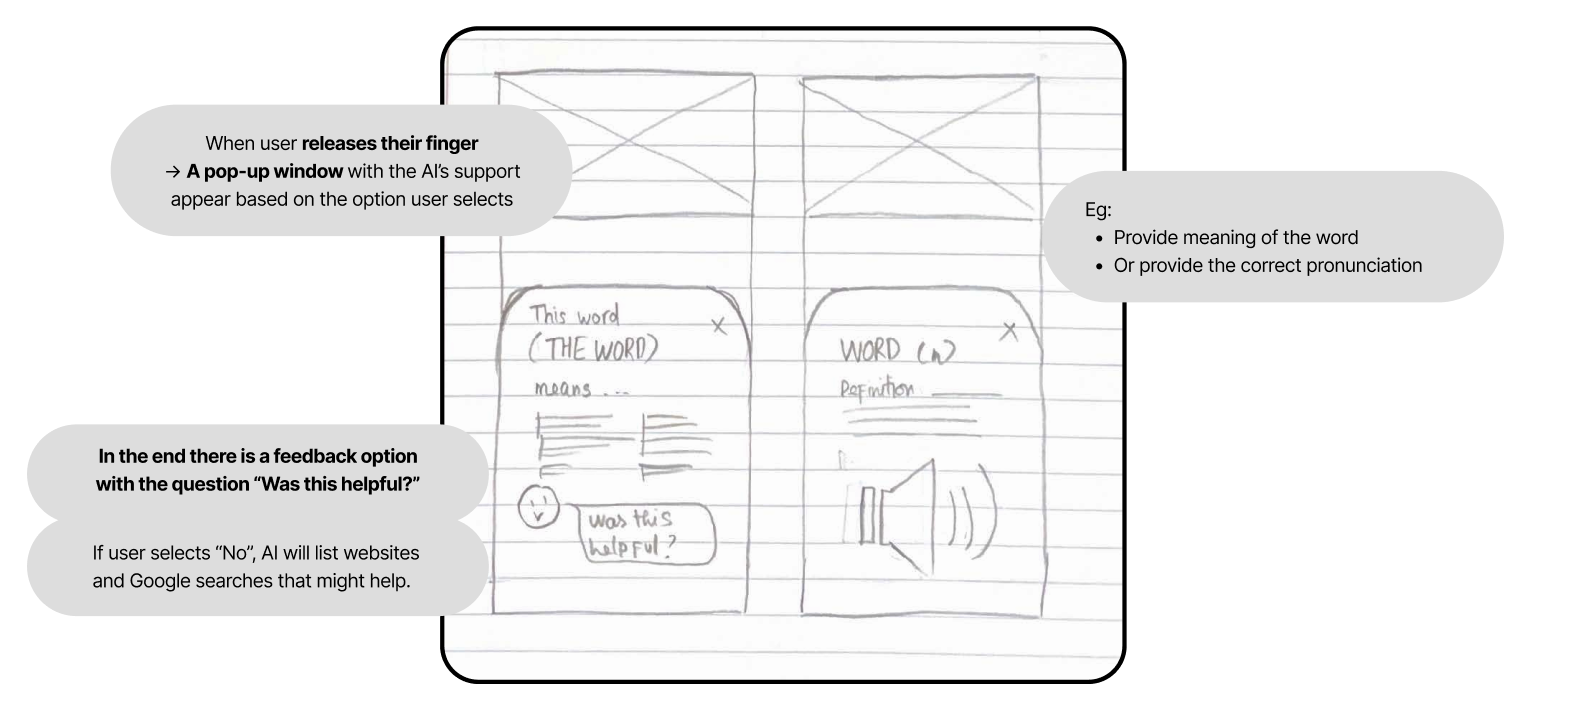 When user releases their finger
→ A pop-up window with the AI’s support
appear based on the option user selects
Eg:
• Provide meaning of the word
• Or provide the correct pronunciation
In the end there is a feedback option
with the question “Was this helpful?”
If user selects “No”, AI will list websites
and Google searches that might help.
This word
(THE WORD)
means ...
was this
helpful?
X
WORD (n)
Definition
X